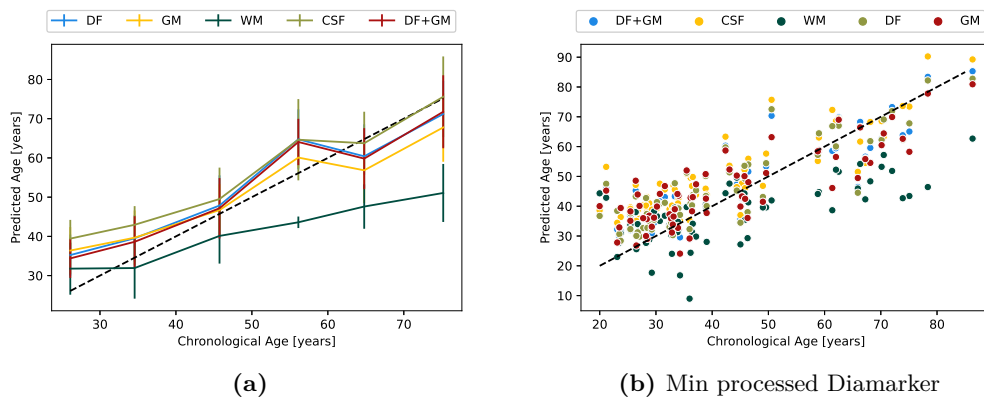 DF GM WM CSF DF+GM
DF+GM CSF WM DF GM
Predicted Age [years]
80
70
60
50
40
30
30 40 50 60 70
Chronological Age [years]
Predicted Age [years]
90
80
70
60
50
40
30
20
10
20 30 40 50 60 70 80
Chronological Age [years]
(a)
(b) Min processed Diamarker